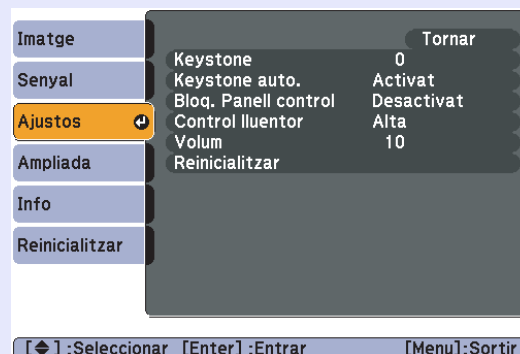 Imatge
Senyal
Ajustos
Ampliada
Info
Reinicialitzar
Tornar
Keystone 0
Keystone auto. Activat
Bloq. Panell control Desactivat
Control lluentor Alta
Volum 10
Reinicialitzar
[◆] :Seleccionar [Enter] :Entrar [Menu]:Sortir